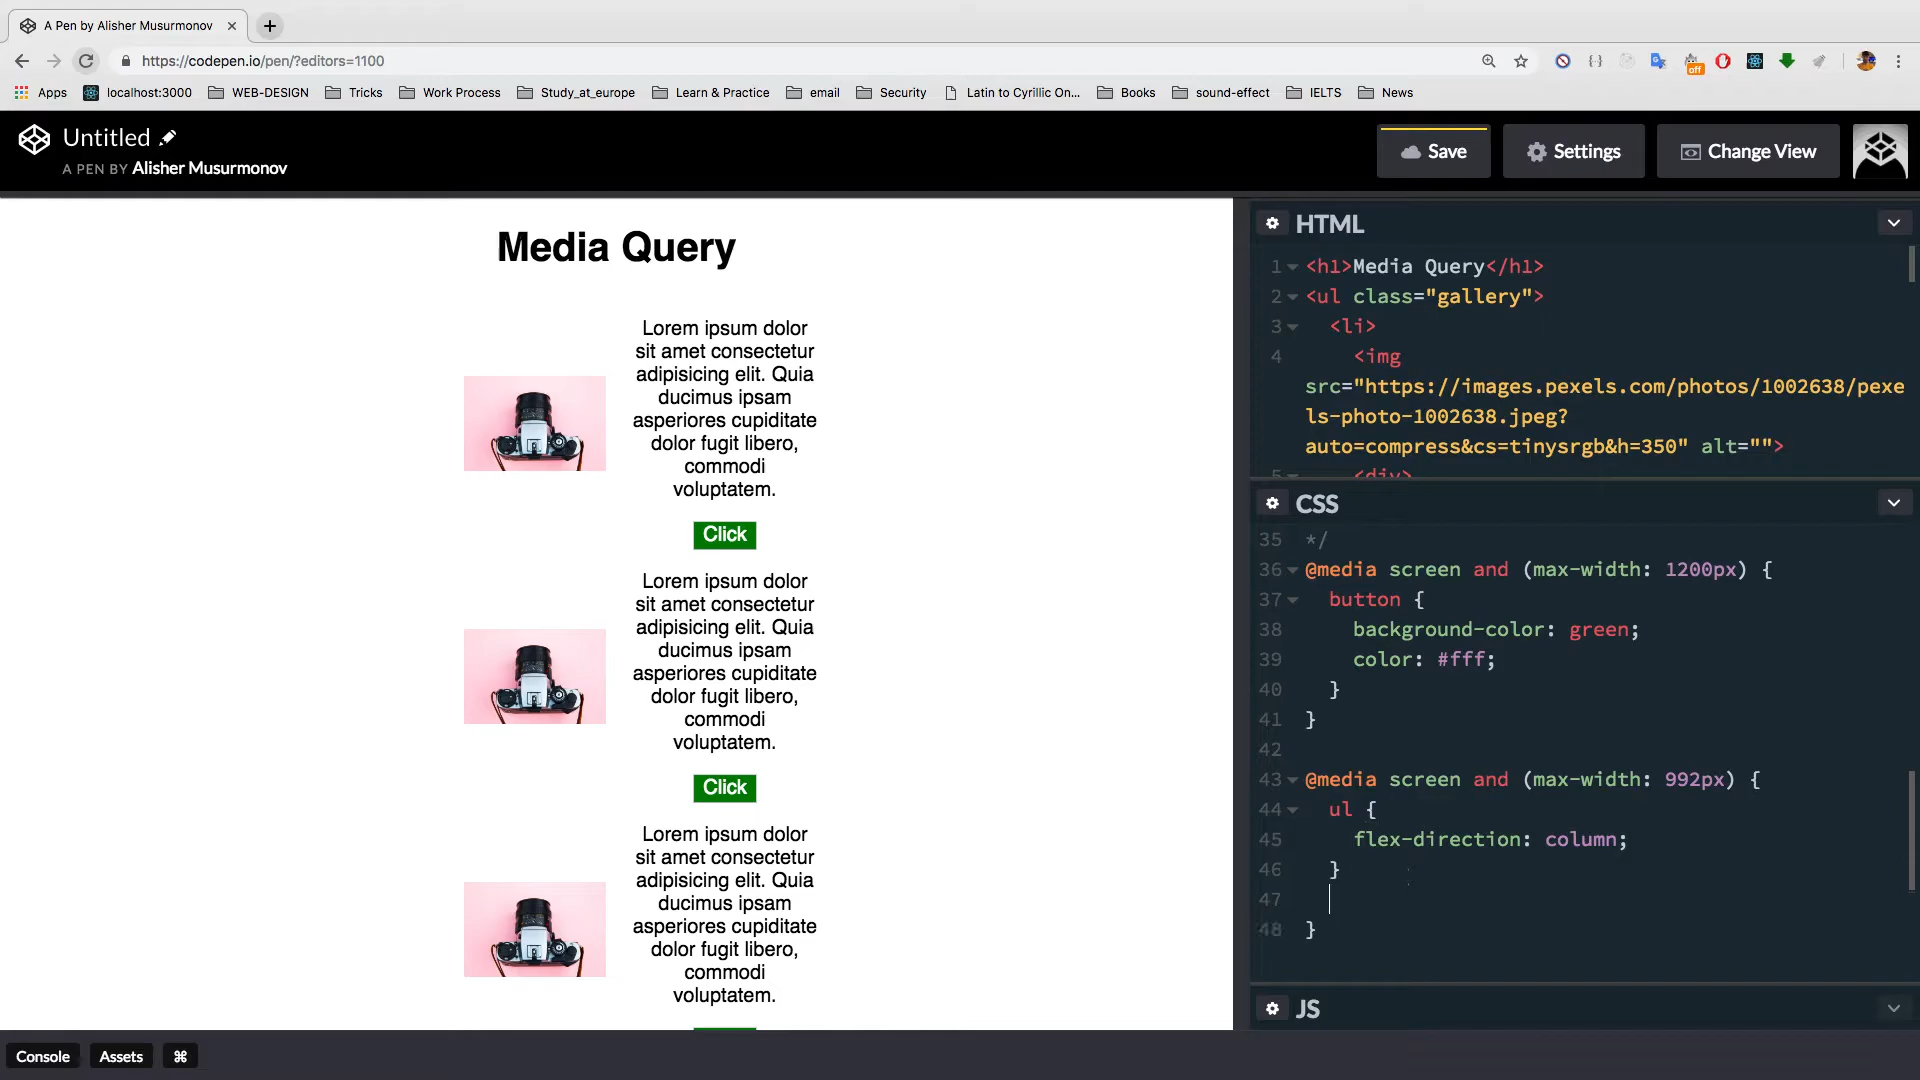 A Pen by Alisher Musurmonov
https://codepen.io/pen/?editors=1100
off
Apps localhost:3000 WEB-DESIGN Tricks Work Process Study_at_europe Learn & Practice email Security Latin to Cyrillic On... Books sound-effect IELTS News
Untitled
A PEN BY Alisher Musurmonov
Save Settings Change View
Media Query
Lorem ipsum dolor
sit amet consectetur
adipisicing elit. Quia
ducimus ipsam
asperiores cupiditate
dolor fugit libero,
commodi
voluptatem.
Click
Lorem ipsum dolor
sit amet consectetur
adipisicing elit. Quia
ducimus ipsam
asperiores cupiditate
dolor fugit libero,
commodi
voluptatem.
Click
Lorem ipsum dolor
sit amet consectetur
adipisicing elit. Quia
ducimus ipsam
asperiores cupiditate
dolor fugit libero,
commodi
voluptatem.
HTML
1 <h1>Media Query</h1>
2 <ul class="gallery">
3 <li>
4 <img
src="https://images.pexels.com/photos/1002638/pexe
ls-photo-1002638.jpeg?
auto=compress&cs=tinysrgb&h=350" alt="">
5 <div>
CSS
35 */
36 @media screen and (max-width: 1200px) {
37 button {
38 background-color: green;
39 color: #fff;
40 }
41 }
42
43 @media screen and (max-width: 992px) {
44 ul {
45 flex-direction: column;
46 }
47
48 }
JS
Console Assets ⌘